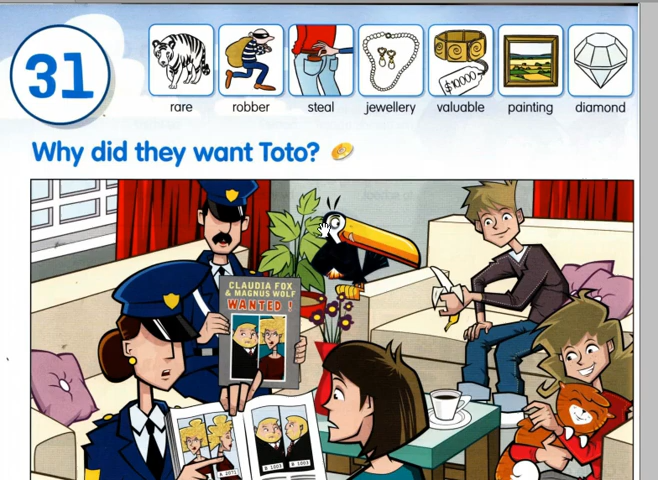 31
$10000
rare
robber
steal
jewellery
valuable
painting
diamond
Why did they want Toto?
CLAUDIA FOX
& MAGNUS WOLF
WANTED !